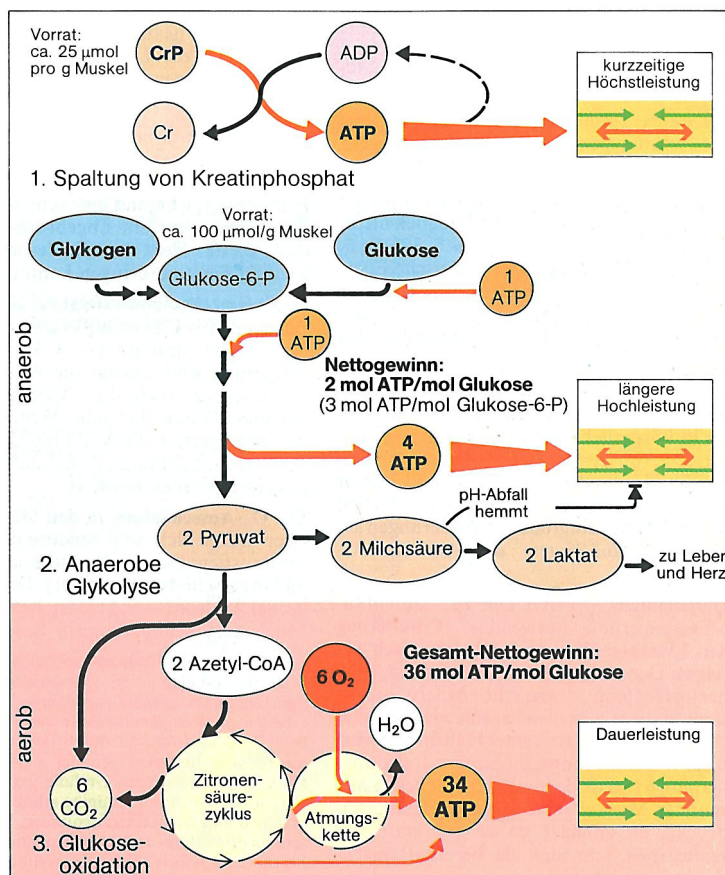 Vorrat:
ca. 25 μmol
pro g Muskel
CrP
ADP
kurzzeitige
Höchstleistung
Cr
ATP
1. Spaltung von Kreatinphosphat
Vorrat:
ca. 100 μmol/g Muskel
Glykogen
Glukose-6-P
Glukose
1
ATP
1
ATP
anaerob
Nettogewinn:
2 mol ATP/mol Glukose
(3 mol ATP/mol Glukose-6-P)
längere
Hochleistung
4
ATP
pH-Abfall
hemmt
2 Pyruvat
2 Milchsäure
2 Laktat
zu Leber
und Herz
2. Anaerobe
Glykolyse
2 Azetyl-CoA
Gesamt-Nettogewinn:
36 mol ATP/mol Glukose
6 O₂
H₂O
aerob
Dauerleistung
6
CO₂
Zitronen-
säure-
zyklus
Atmungs-
kette
34
ATP
3. Glukose-
oxidation